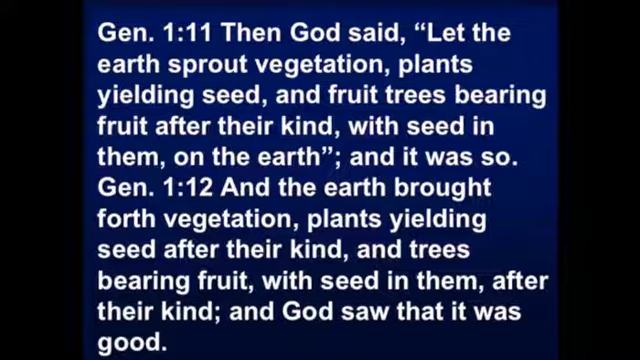 Gen. 1:11 Then God said, “Let the
earth sprout vegetation, plants
yielding seed, and fruit trees bearing
fruit after their kind, with seed in
them, on the earth”; and it was so.
Gen. 1:12 And the earth brought
forth vegetation, plants yielding
seed after their kind, and trees
bearing fruit, with seed in them, after
their kind; and God saw that it was
good.